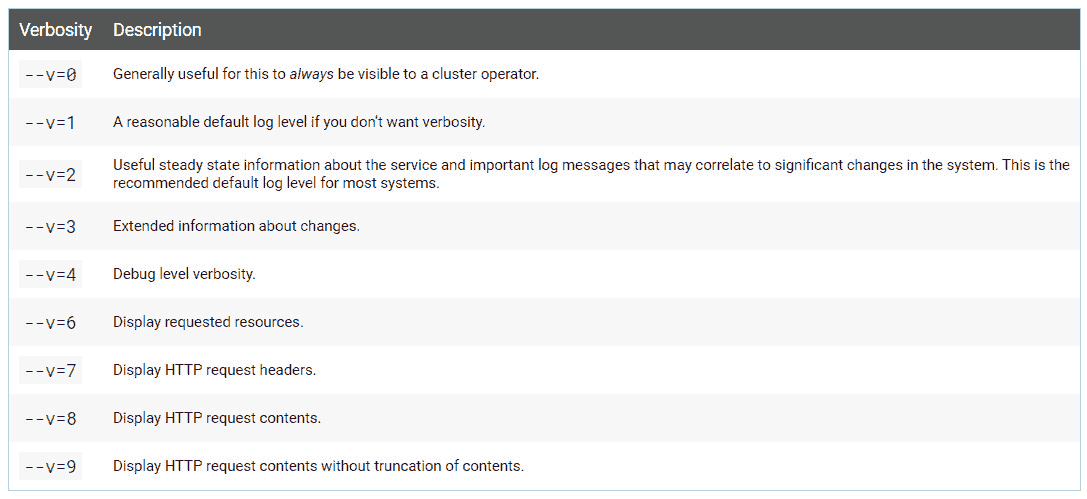 Verbosity Description
--v=0 Generally useful for this to always be visible to a cluster operator.
--v=1 A reasonable default log level if you don't want verbosity.
--v=2 Useful steady state information about the service and important log messages that may correlate to significant changes in the system. This is the
recommended default log level for most systems.
--v=3 Extended information about changes.
--v=4 Debug level verbosity.
--v=6 Display requested resources.
--v=7 Display HTTP request headers.
--v=8 Display HTTP request contents.
--v=9 Display HTTP request contents without truncation of contents.